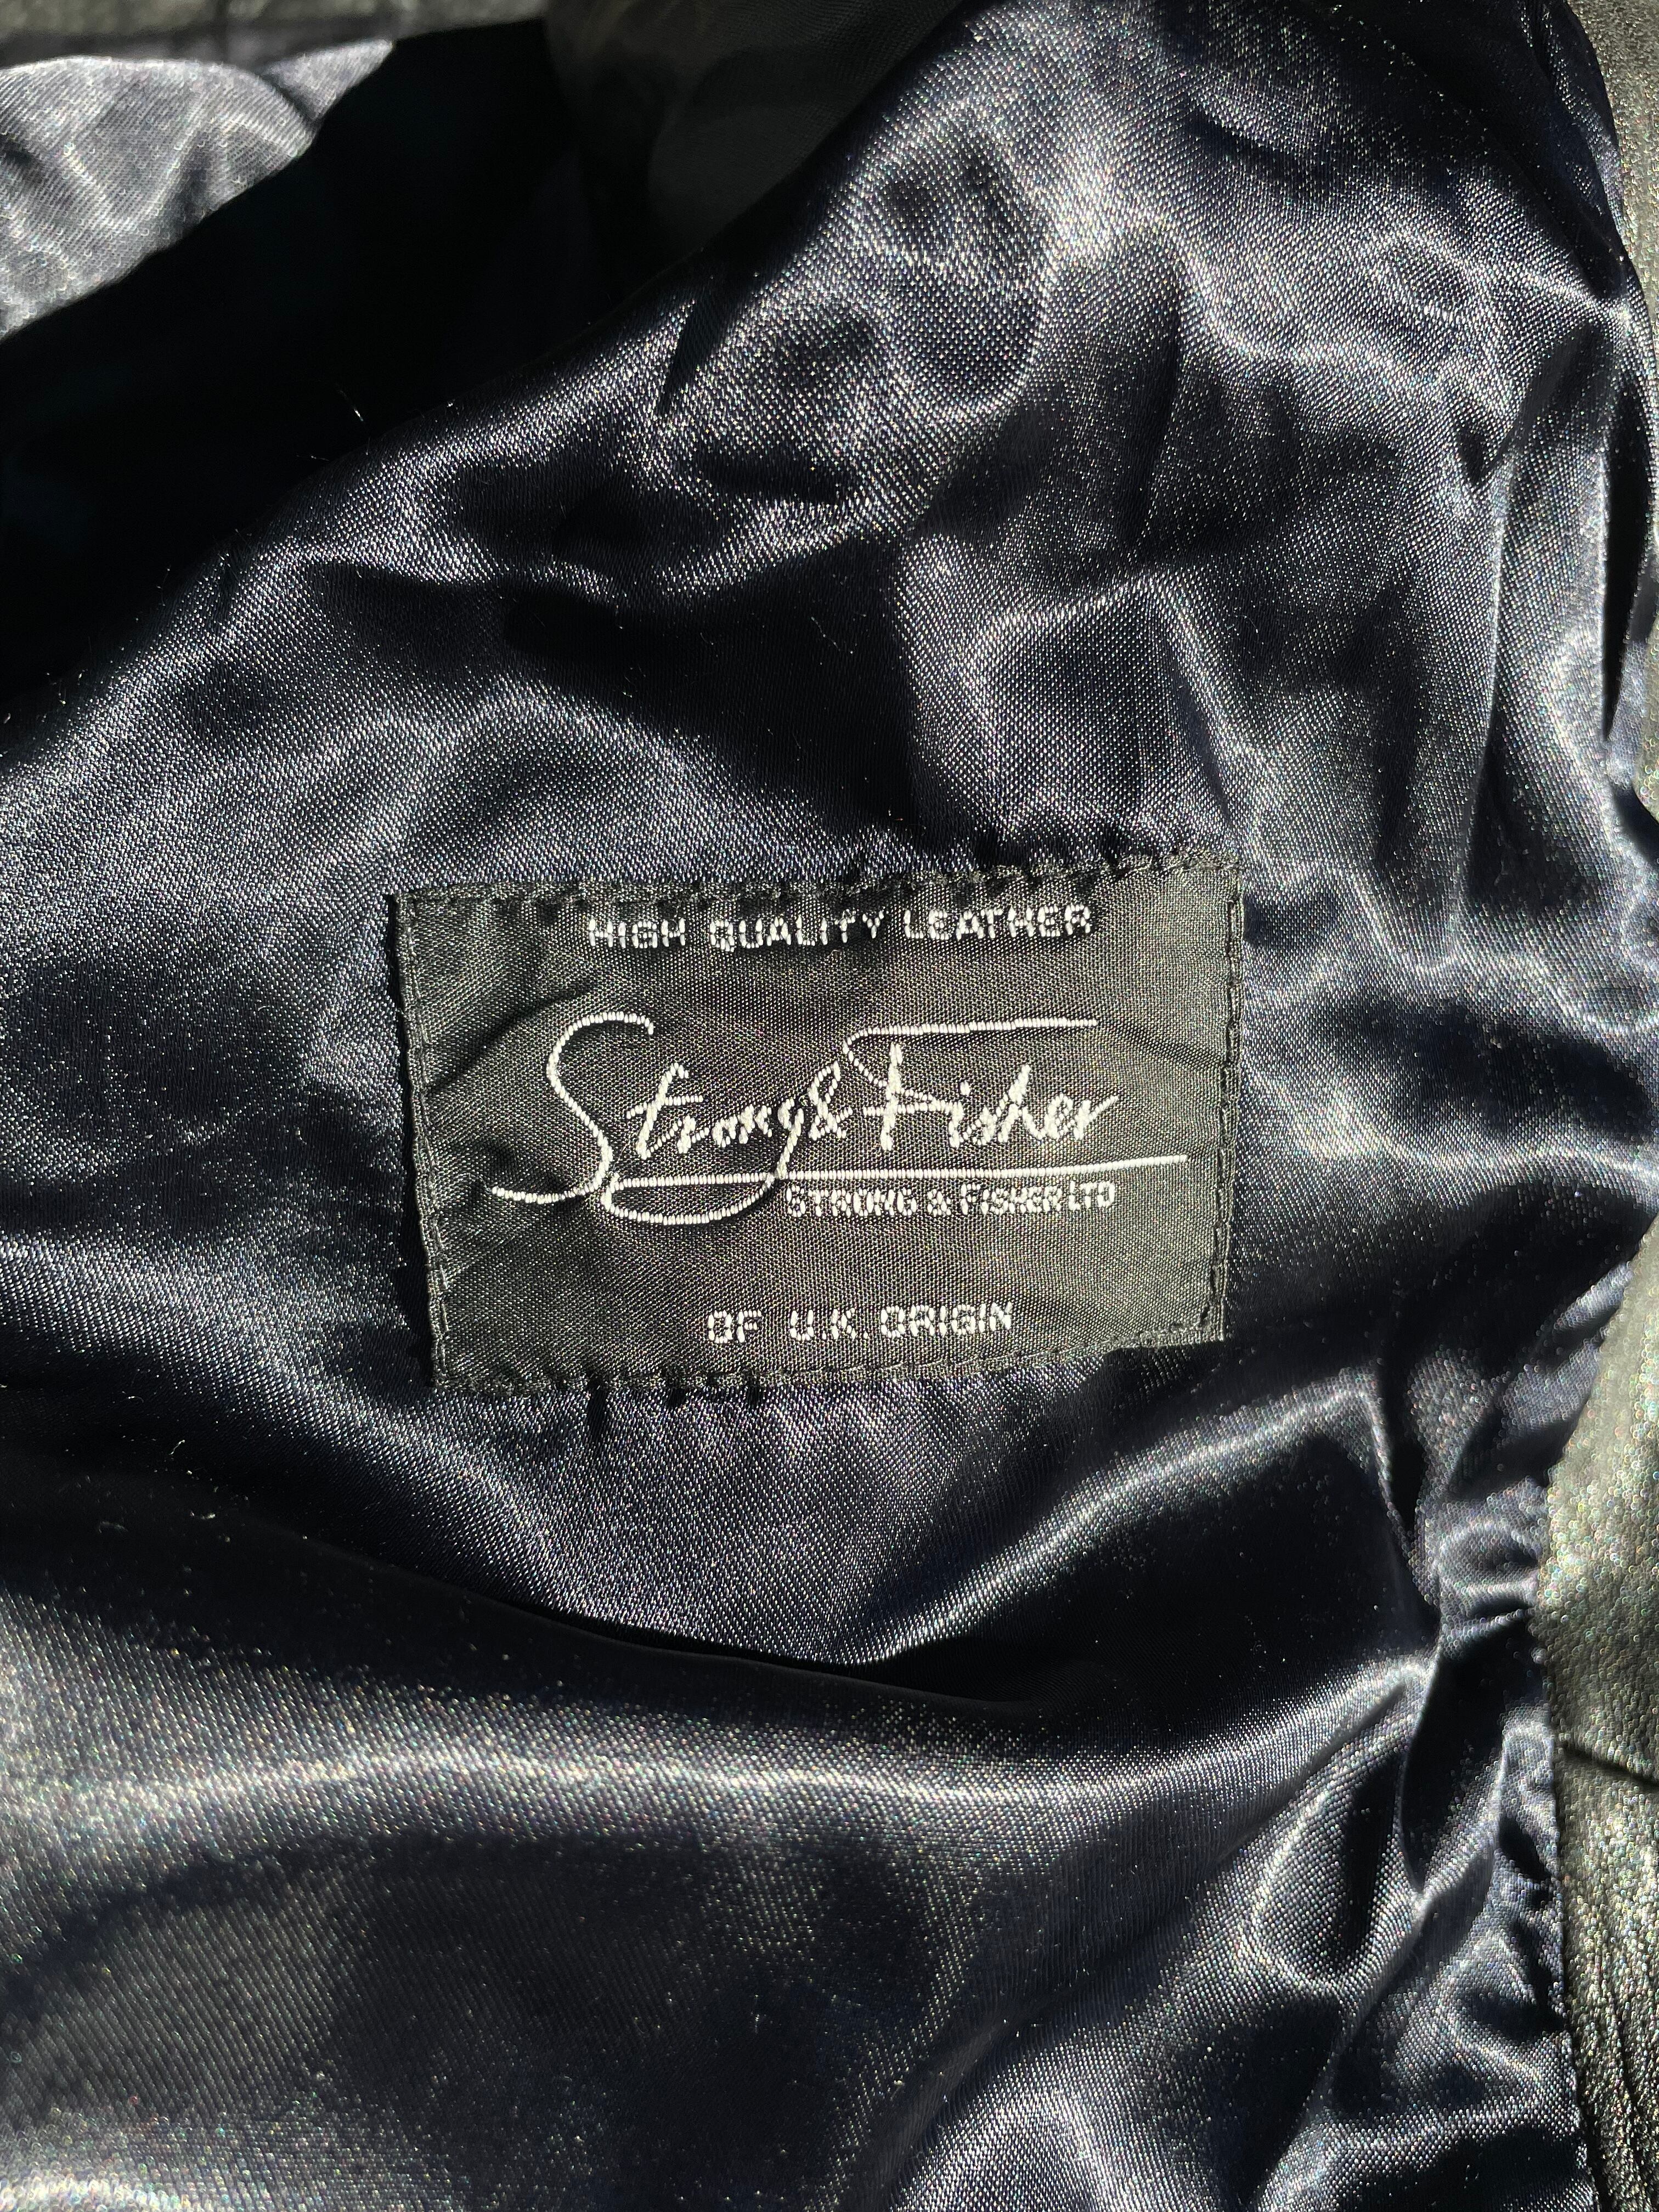 HIGH QUALITY LEATHER
Strong & Fisher
STRONG & FISHER LTD
OF U.K. ORIGIN